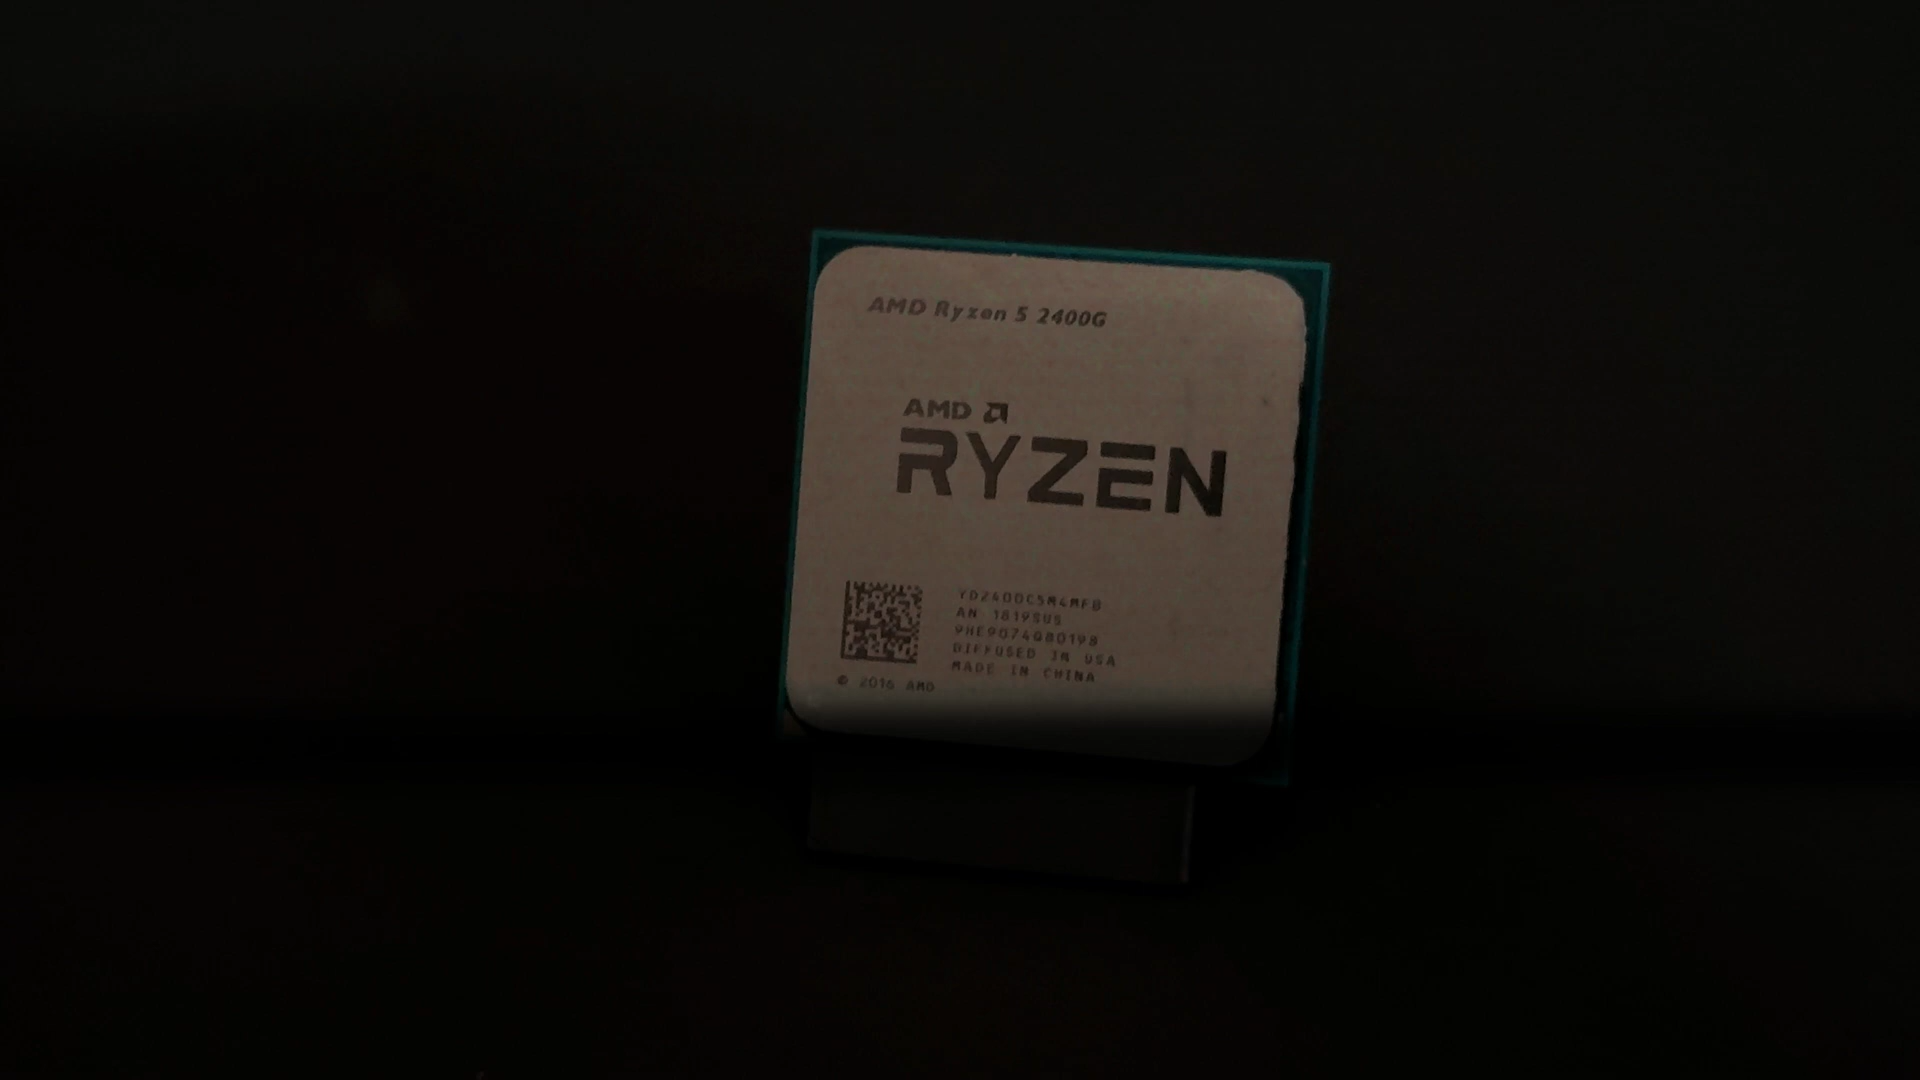 AMD Ryzen 5 2400G
AMD
RYZEN
YD2400C5M4MFB
AN 1819SUS
9HE9074Q80198
DIFFUSED IN USA
MADE IN CHINA
© 2016 AMD